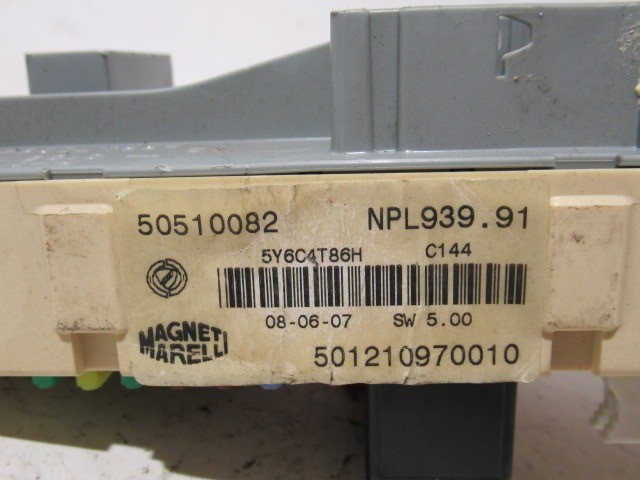 50510082 NPL939.91
5Y6C4T86H C144
08-06-07 SW 5.00
MAGNETI
MARELLI
501210970010